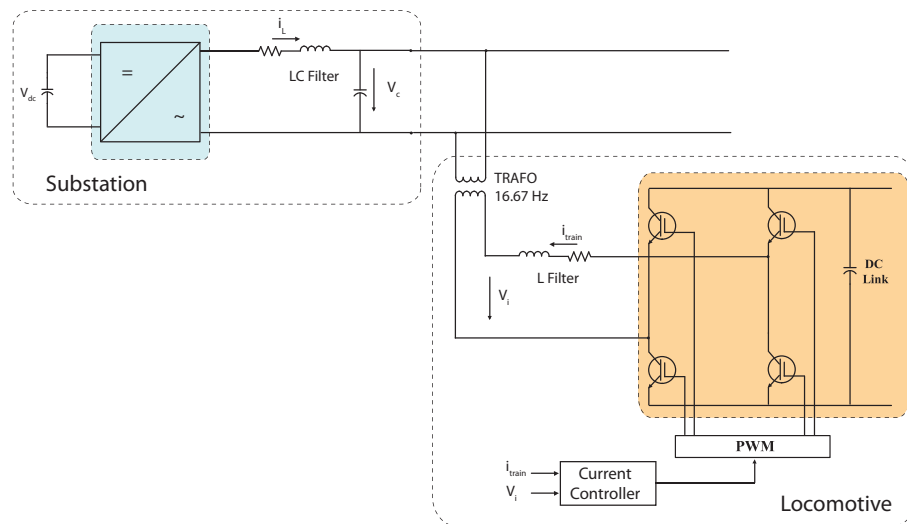 i_L
LC Filter
V_dc
=
~
V_c
Substation
TRAFO
16.67 Hz
i_train
L Filter
V_i
DC
Link
PWM
i_train
V_i
Current
Controller
Locomotive